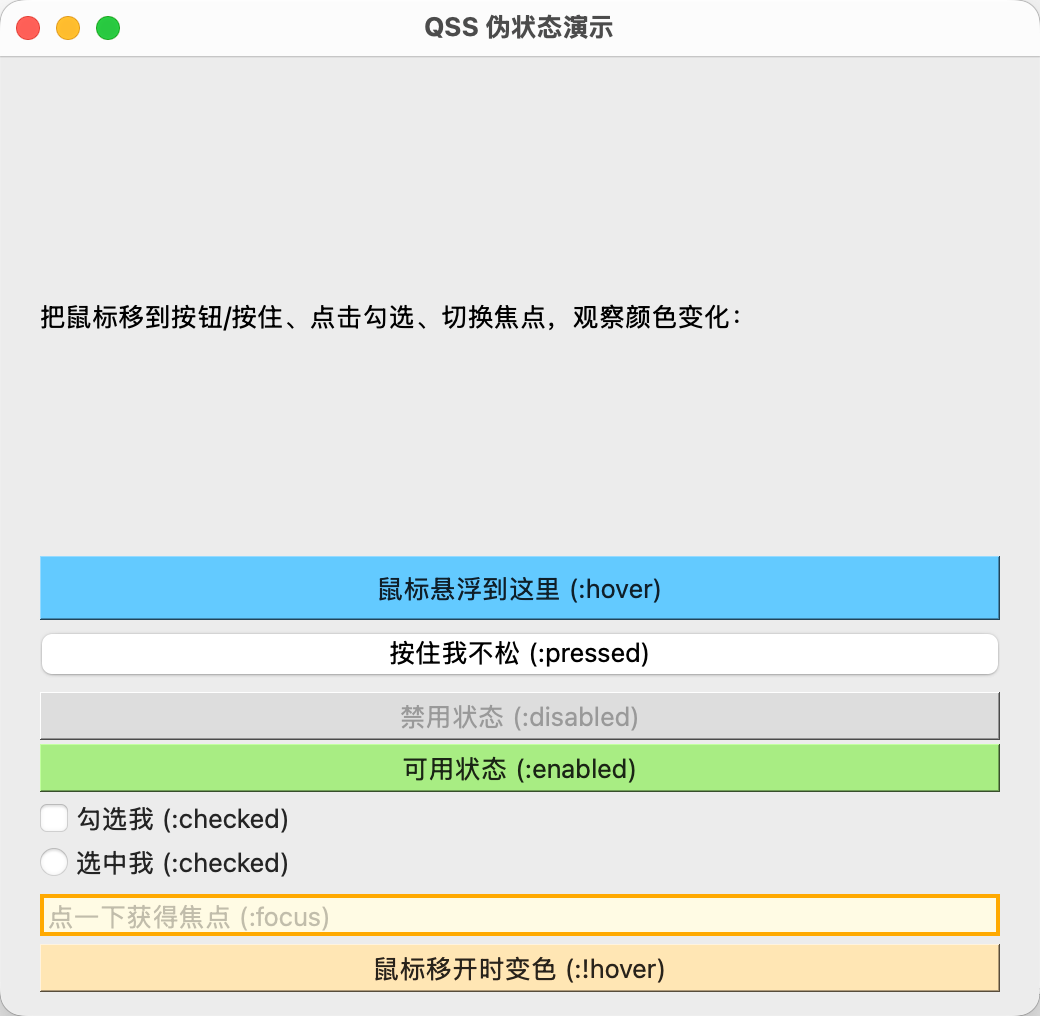 QSS 伪状态演示
把鼠标移到按钮/按住、点击勾选、切换焦点，观察颜色变化：
鼠标悬浮到这里 (:hover)
按住我不松 (:pressed)
禁用状态 (:disabled)
可用状态 (:enabled)
勾选我 (:checked)
选中我 (:checked)
点一下获得焦点 (:focus)
鼠标移开时变色 (:!hover)